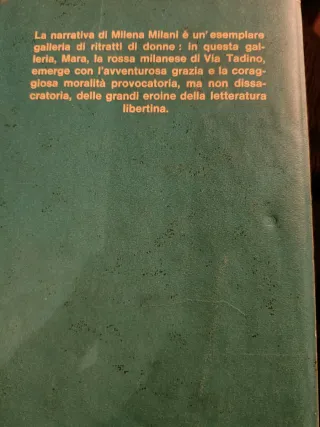 La narrativa di Milena Milani è un'esemplare
galleria di ritratti di donne: in questa gal-
leria, Mara, la rossa milanese di Via Tadino,
emerge con l'avventurosa grazia e la corag-
giosa moralità provocatoria, ma non dissa-
cratoria, delle grandi eroine della letteratura
libertina.